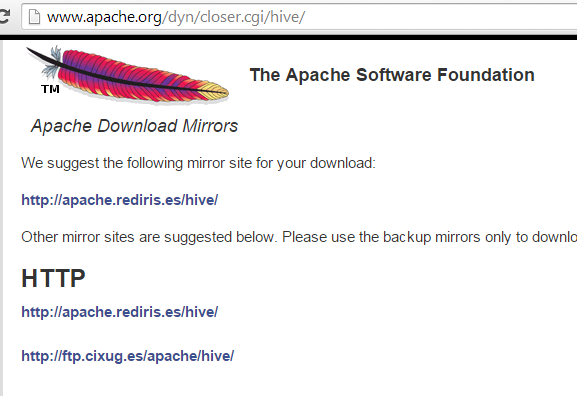 www.apache.org/dyn/closer.cgi/hive/
The Apache Software Foundation
TM
Apache Download Mirrors
We suggest the following mirror site for your download:
http://apache.rediris.es/hive/
Other mirror sites are suggested below. Please use the backup mirrors only to downlo
HTTP
http://apache.rediris.es/hive/
http://ftp.cixug.es/apache/hive/